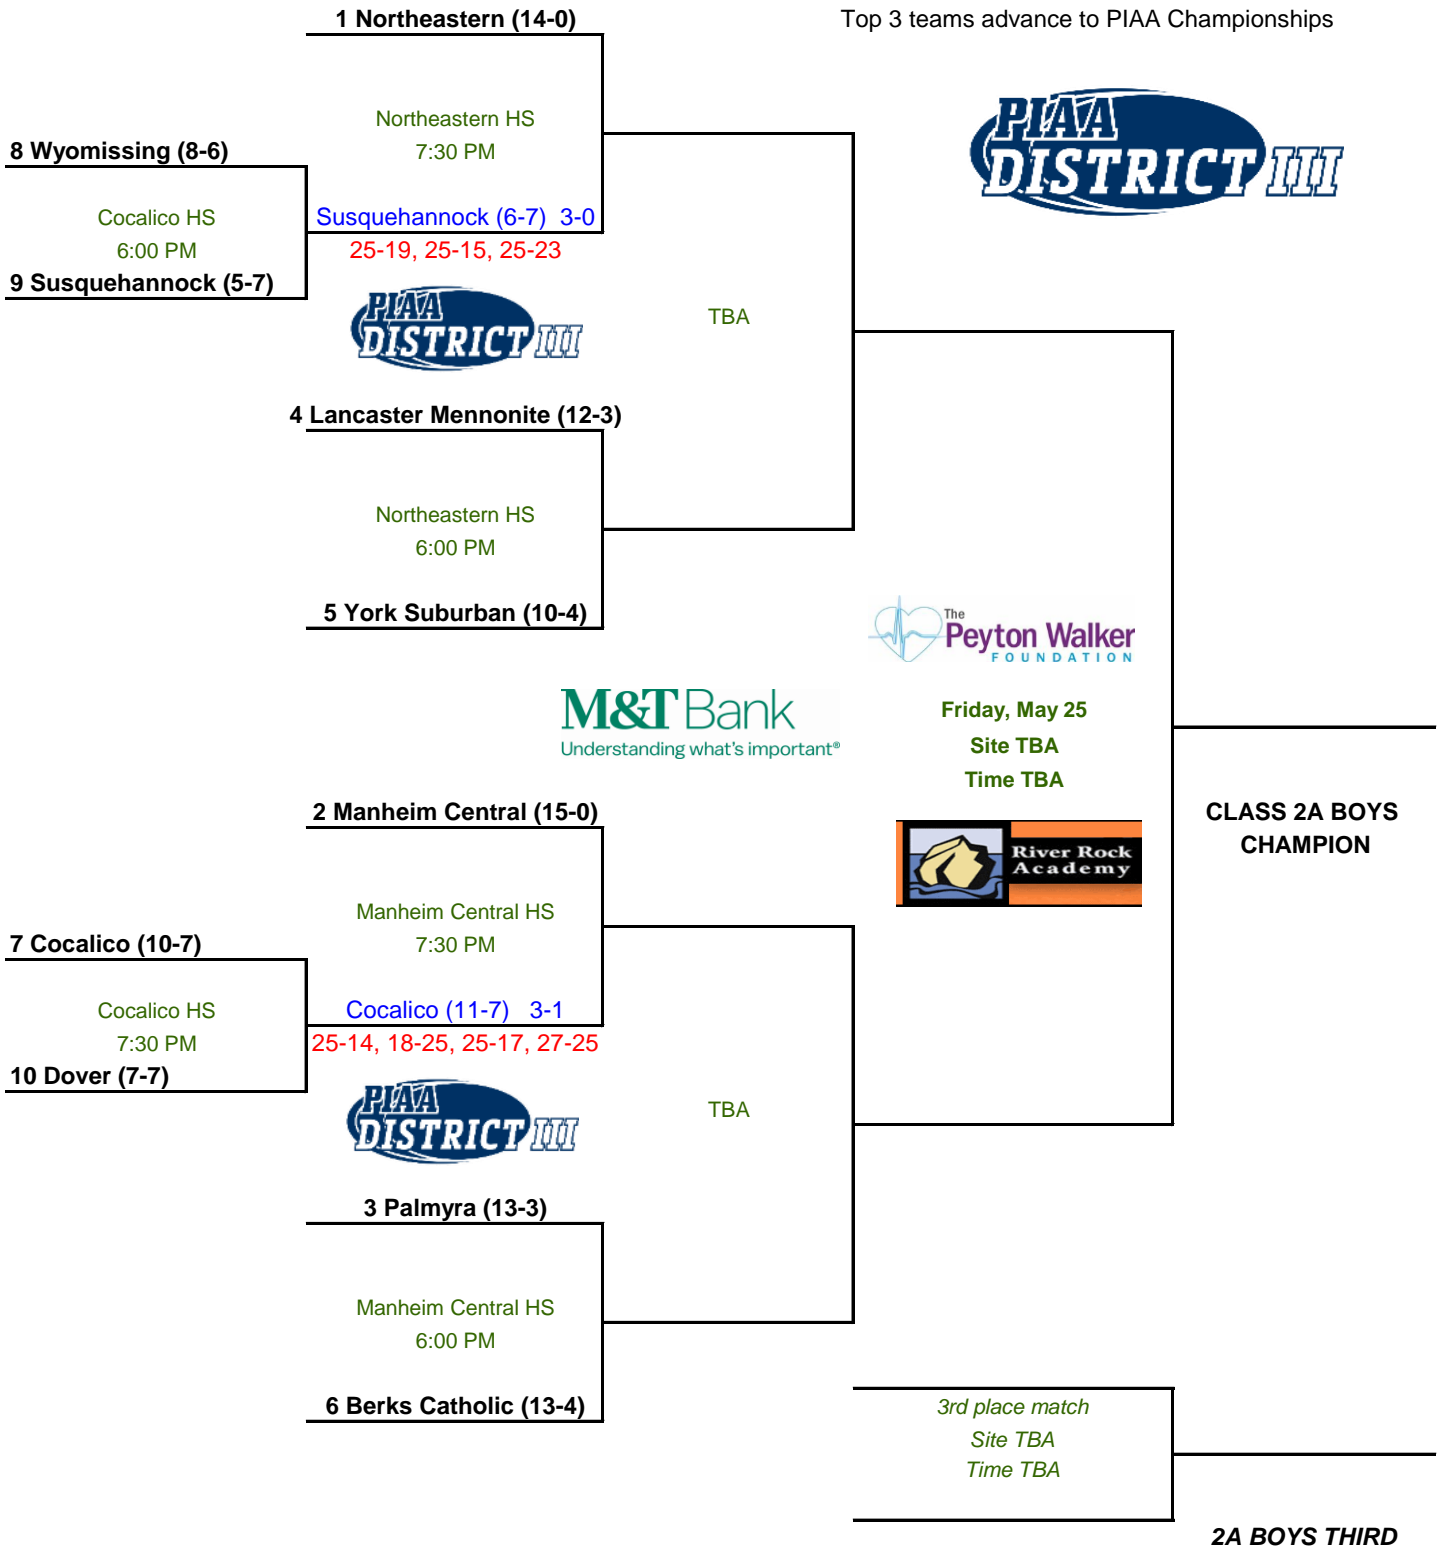 1 Northeastern (14-0)
Top 3 teams advance to PIAA Championships
PIAA
DISTRICT III
Northeastern HS
7:30 PM
8 Wyomissing (8-6)
Cocalico HS
6:00 PM
Susquehannock (6-7) 3-0
25-19, 25-15, 25-23
9 Susquehannock (5-7)
PIAA
DISTRICT III
TBA
4 Lancaster Mennonite (12-3)
Northeastern HS
6:00 PM
5 York Suburban (10-4)
The
Peyton Walker
FOUNDATION
M&T Bank
Understanding what's important®
Friday, May 25
Site TBA
Time TBA
2 Manheim Central (15-0)
CLASS 2A BOYS
CHAMPION
River Rock
Academy
Manheim Central HS
7:30 PM
7 Cocalico (10-7)
Cocalico HS
7:30 PM
Cocalico (11-7) 3-1
25-14, 18-25, 25-17, 27-25
10 Dover (7-7)
PIAA
DISTRICT III
TBA
3 Palmyra (13-3)
Manheim Central HS
6:00 PM
6 Berks Catholic (13-4)
3rd place match
Site TBA
Time TBA
2A BOYS THIRD